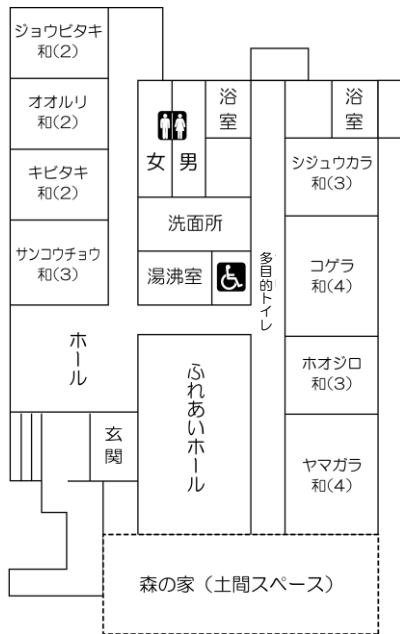 ジョウビタキ
和(2)
オオルリ
和(2)
キビタキ
和(2)
サンコウチョウ
和(3)
ホール
玄関
女
男
浴室
洗面所
湯沸室
多目的トイレ
ふれあいホール
浴室
シジュウカラ
和(3)
コゲラ
和(4)
ホオジロ
和(3)
ヤマガラ
和(4)
森の家（土間スペース）